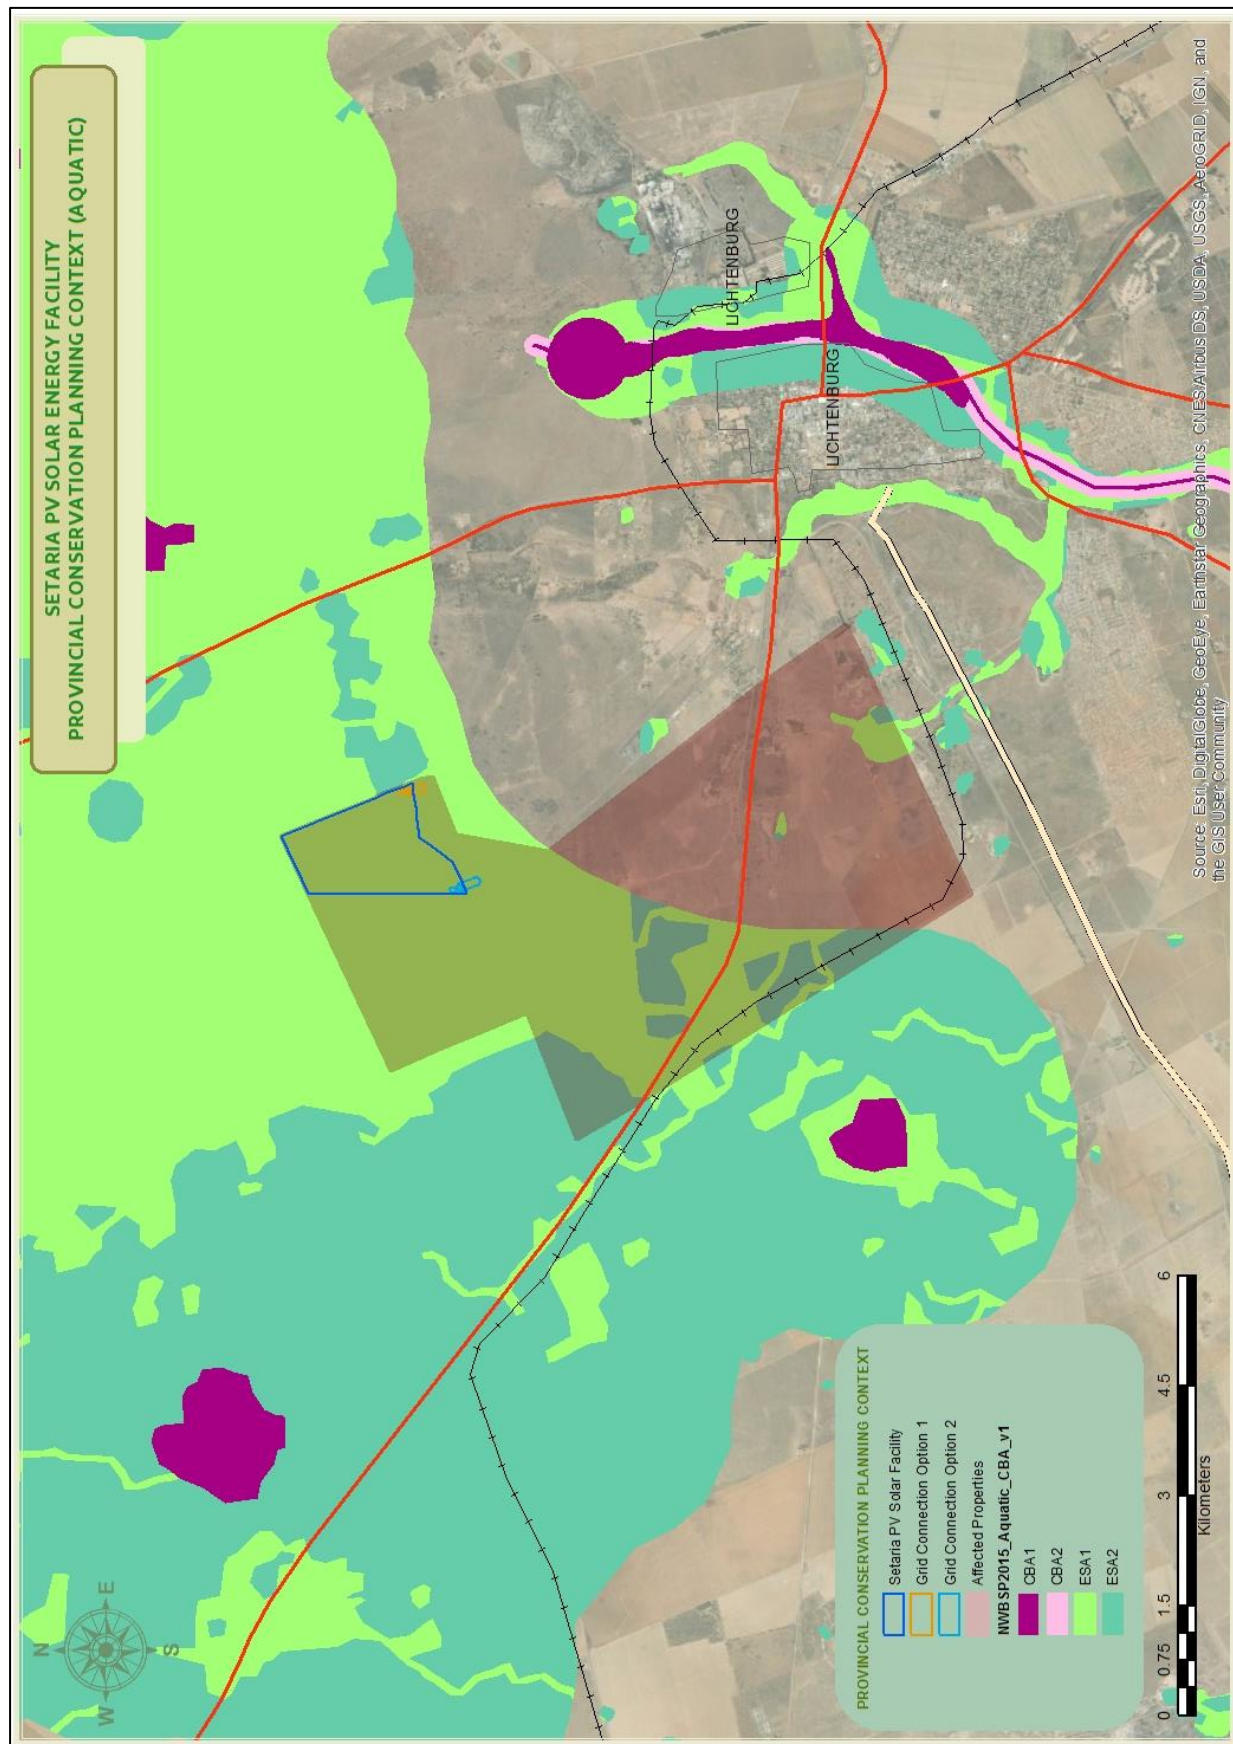 SETARIA PV SOLAR ENERGY FACILITY
PROVINCIAL CONSERVATION PLANNING CONTEXT (AQUATIC)
N
W
E
S
LICHTENBURG
LICHTENBURG
PROVINCIAL CONSERVATION PLANNING CONTEXT
Setaria PV Solar Facility
Grid Connection Option 1
Grid Connection Option 2
Affected Properties
NWBSP2015_Aquatic_CBA_v1
CBA1
CBA2
ESA1
ESA2
0 0.75 1.5 3 4.5 6
Kilometers
Source: Esri, DigitalGlobe, GeoEye, Earthstar Geographics, CNES/Airbus DS, USDA, USGS, AeroGRID, IGN, and
the GIS User Community